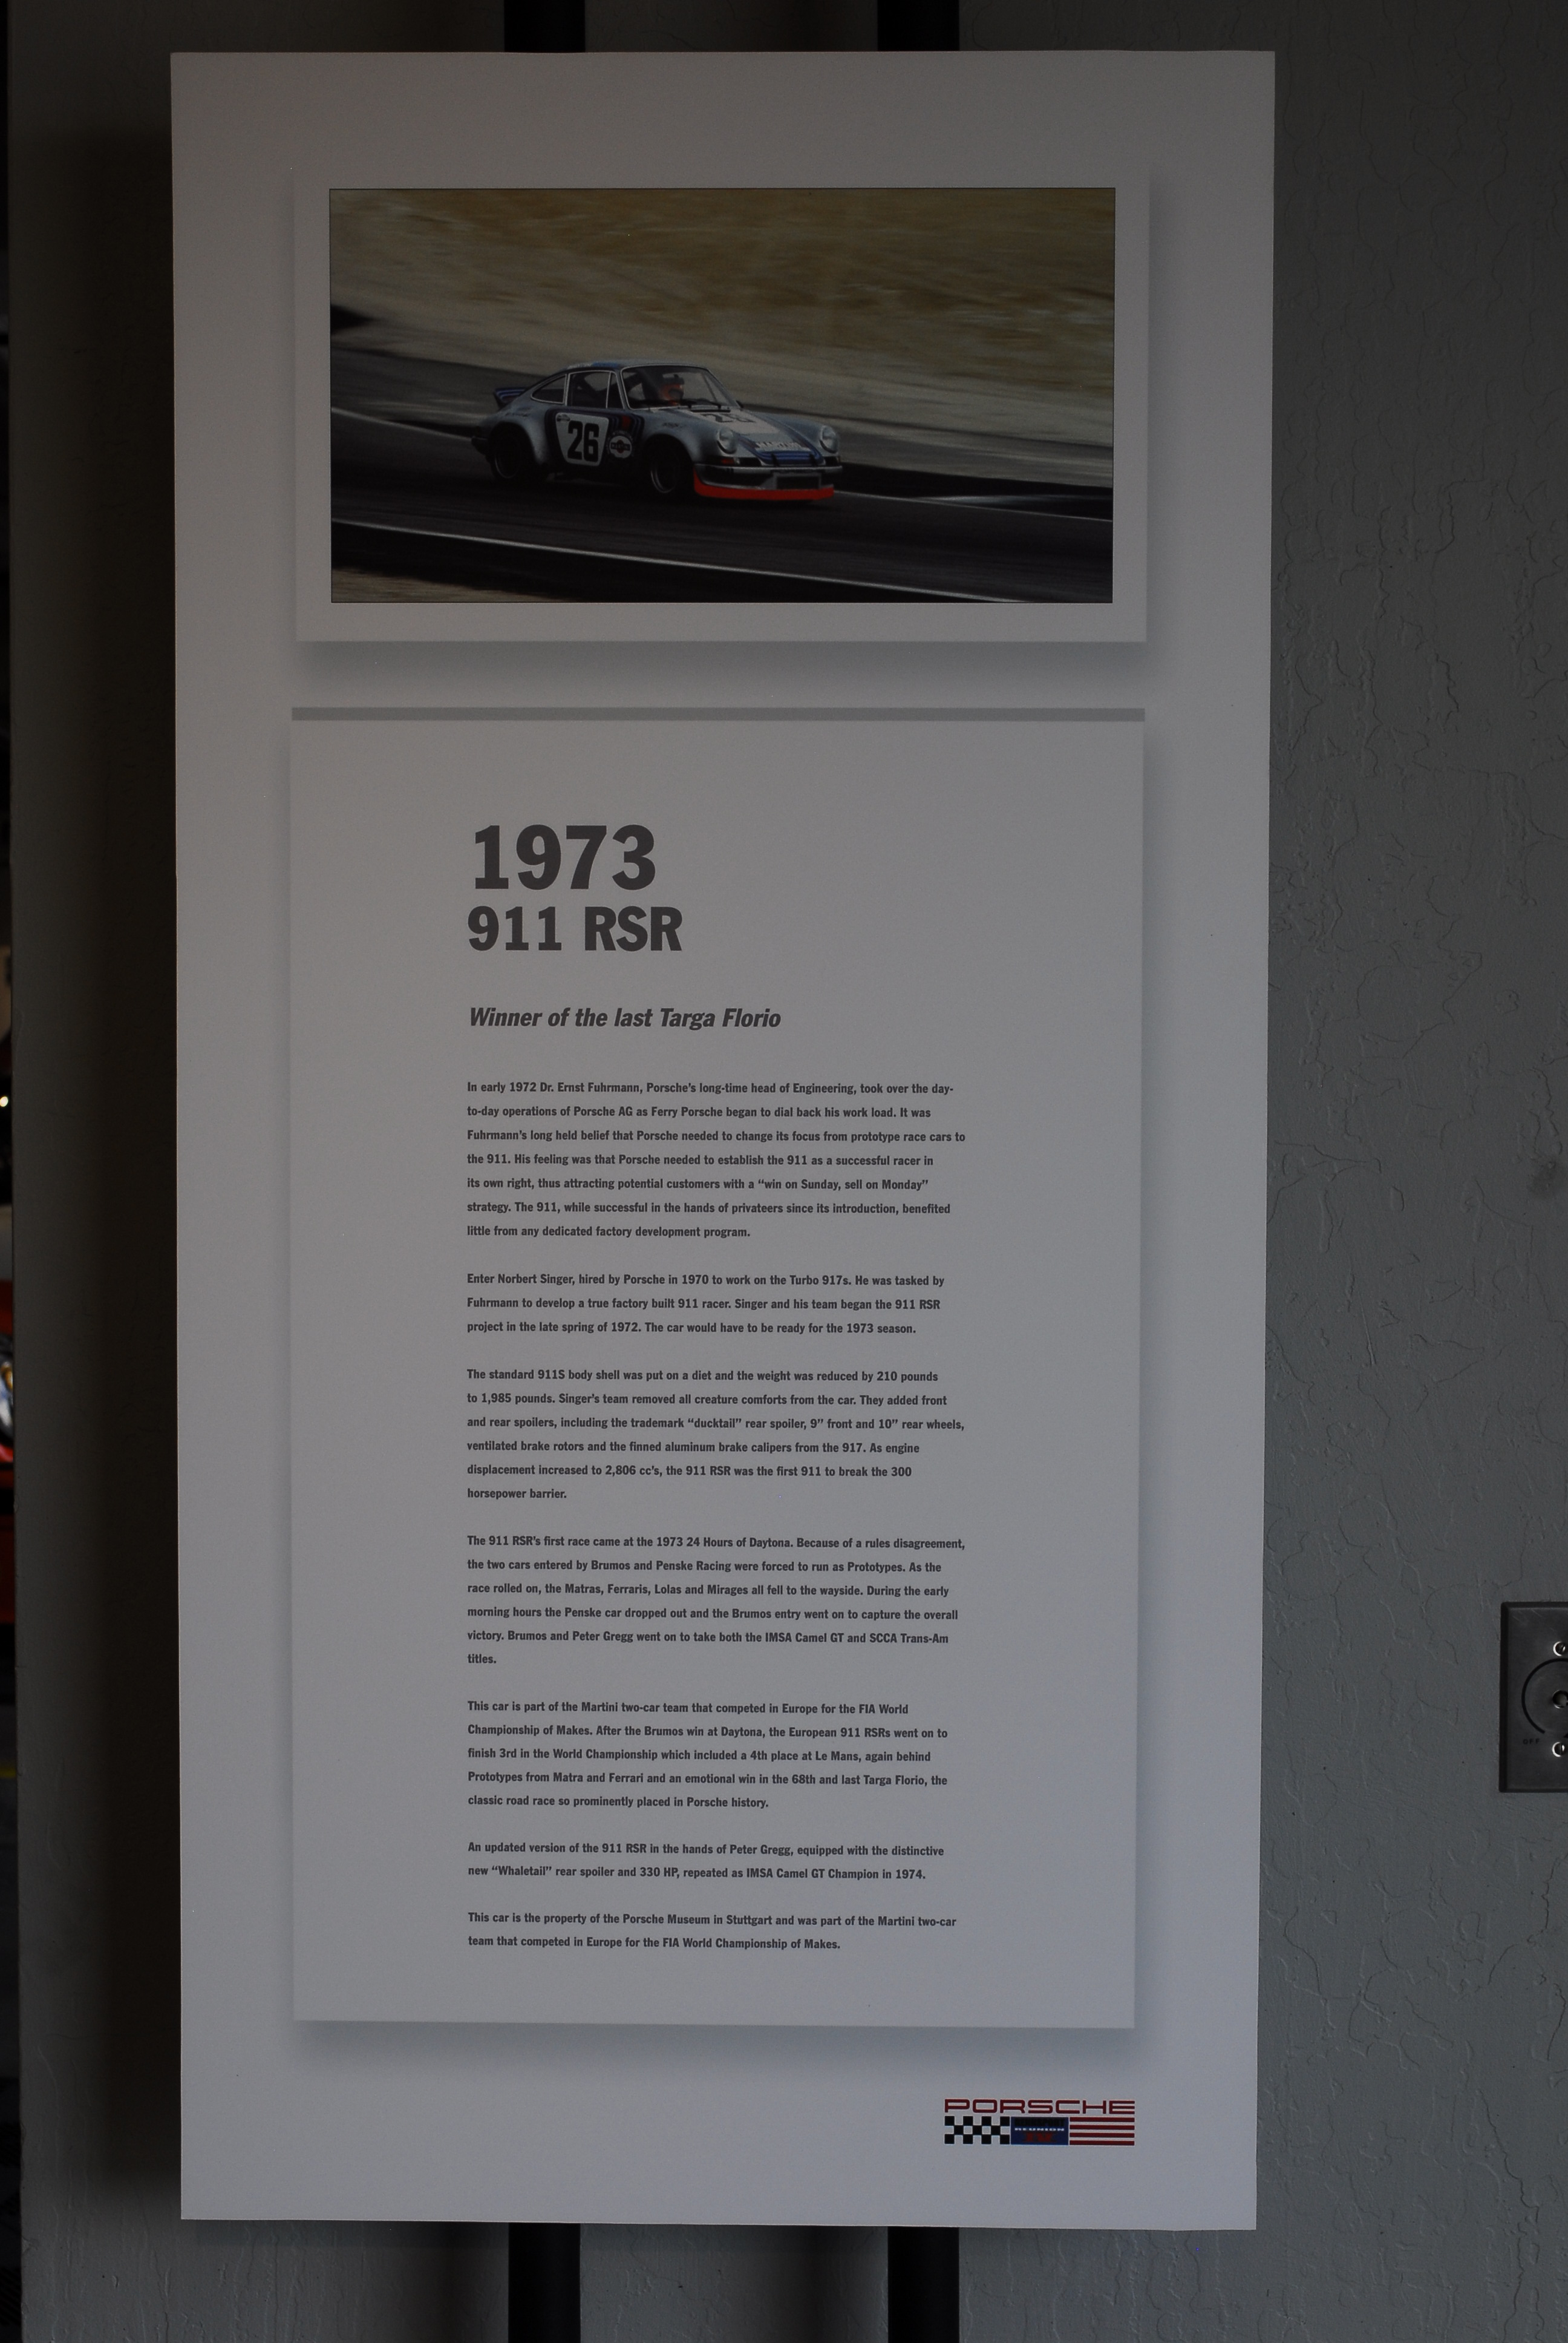 26
MARTINI
1973
911 RSR
Winner of the last Targa Florio
In early 1972 Dr. Ernst Fuhrmann, Porsche's long-time head of Engineering, took over the day-
to-day operations of Porsche AG as Ferry Porsche began to dial back his work load. It was
Fuhrmann's long held belief that Porsche needed to change its focus from prototype race cars to
the 911. His feeling was that Porsche needed to establish the 911 as a successful racer in
its own right, thus attracting potential customers with a “win on Sunday, sell on Monday”
strategy. The 911, while successful in the hands of privateers since its introduction, benefited
little from any dedicated factory development program.
Enter Norbert Singer, hired by Porsche in 1970 to work on the Turbo 917s. He was tasked by
Fuhrmann to develop a true factory built 911 racer. Singer and his team began the 911 RSR
project in the late spring of 1972. The car would have to be ready for the 1973 season.
The standard 911S body shell was put on a diet and the weight was reduced by 210 pounds
to 1,985 pounds. Singer's team removed all creature comforts from the car. They added front
and rear spoilers, including the trademark “ducktail” rear spoiler, 9” front and 10” rear wheels,
ventilated brake rotors and the finned aluminum brake calipers from the 917. As engine
displacement increased to 2,806 cc's, the 911 RSR was the first 911 to break the 300
horsepower barrier.
The 911 RSR's first race came at the 1973 24 Hours of Daytona. Because of a rules disagreement,
the two cars entered by Brumos and Penske Racing were forced to run as Prototypes. As the
race rolled on, the Matras, Ferraris, Lolas and Mirages all fell to the wayside. During the early
morning hours the Penske car dropped out and the Brumos entry went on to capture the overall
victory. Brumos and Peter Gregg went on to take both the IMSA Camel GT and SCCA Trans-Am
titles.
This car is part of the Martini two-car team that competed in Europe for the FIA World
Championship of Makes. After the Brumos win at Daytona, the European 911 RSRs went on to
finish 3rd in the World Championship which included a 4th place at Le Mans, again behind
Prototypes from Matra and Ferrari and an emotional win in the 68th and last Targa Florio, the
classic road race so prominently placed in Porsche history.
An updated version of the 911 RSR in the hands of Peter Gregg, equipped with the distinctive
new “Whaletail” rear spoiler and 330 HP, repeated as IMSA Camel GT Champion in 1974.
This car is the property of the Porsche Museum in Stuttgart and was part of the Martini two-car
team that competed in Europe for the FIA World Championship of Makes.
PORSCHE
REUNION
OFF